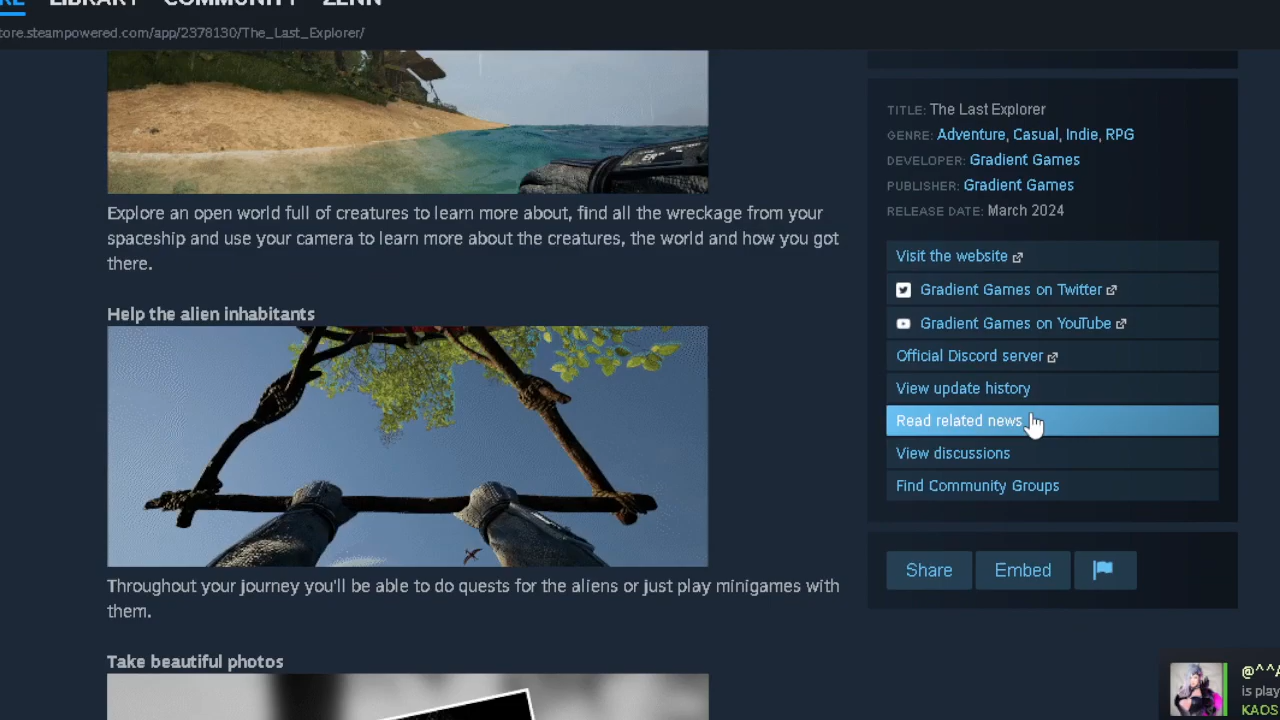 LIBRARY COMMUNITY ZENN
store.steampowered.com/app/2378130/The_Last_Explorer/
Explore an open world full of creatures to learn more about, find all the wreckage from your
spaceship and use your camera to learn more about the creatures, the world and how you got
there.
Help the alien inhabitants
Throughout your journey you'll be able to do quests for the aliens or just play minigames with
them.
Take beautiful photos
TITLE: The Last Explorer
GENRE: Adventure, Casual, Indie, RPG
DEVELOPER: Gradient Games
PUBLISHER: Gradient Games
RELEASE DATE: March 2024
Visit the website
Gradient Games on Twitter
Gradient Games on YouTube
Official Discord server
View update history
Read related news
View discussions
Find Community Groups
Share Embed
@^^A
is play
KAOS